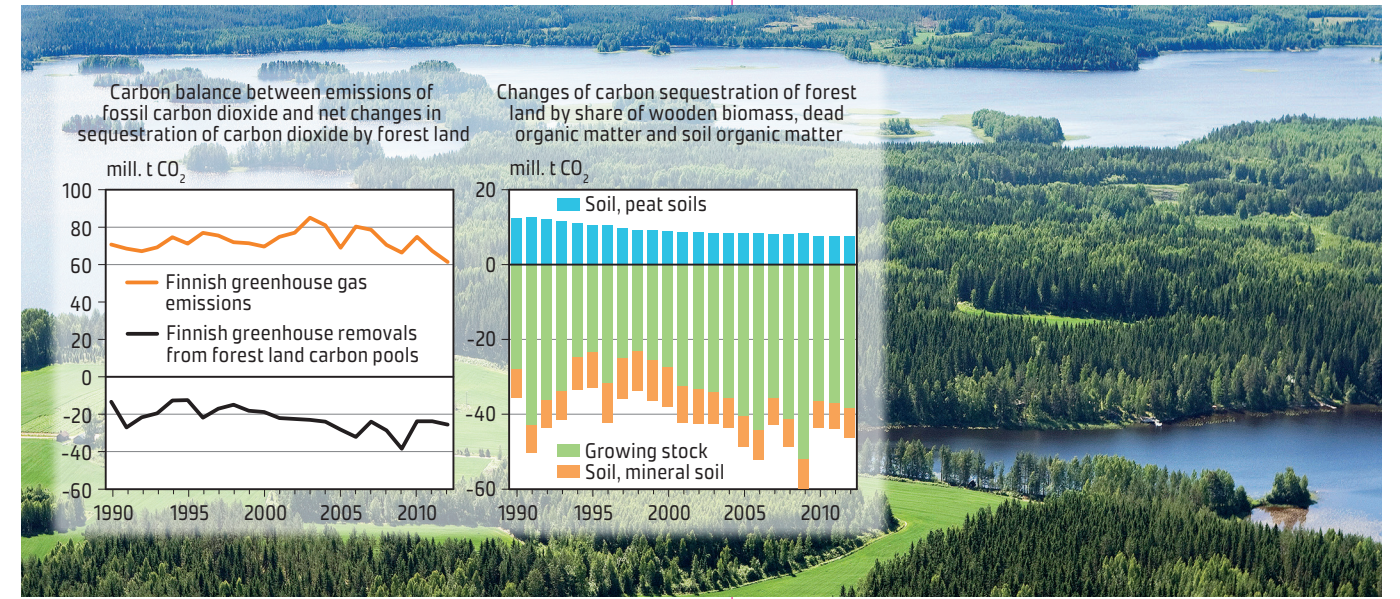 Carbon balance between emissions of
fossil carbon dioxide and net changes in
sequestration of carbon dioxide by forest land
mill. t CO2
100
80
60
40
20
0
-20
-40
-60
Finnish greenhouse gas
emissions
Finnish greenhouse removals
from forest land carbon pools
1990 1995 2000 2005 2010
Changes of carbon sequestration of forest
land by share of wooden biomass, dead
organic matter and soil organic matter
mill. t CO2
20
0
-20
-40
-60
Soil, peat soils
Growing stock
Soil, mineral soil
1990 1995 2000 2005 2010